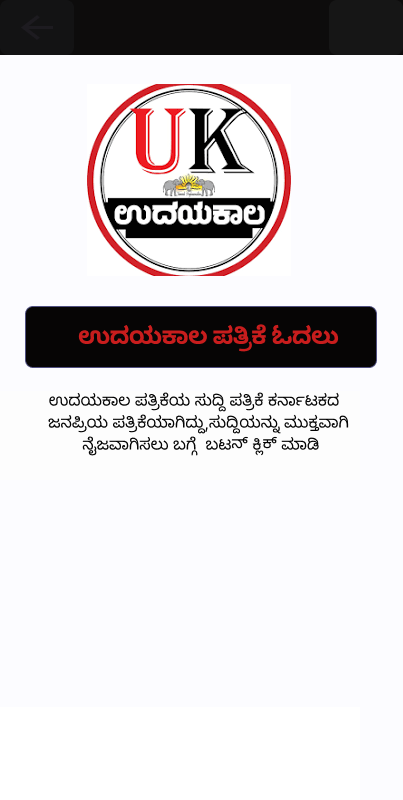 UK
ಉದಯಕಾಲ
ಉದಯಕಾಲ ಪತ್ರಿಕೆ ಓದಲು
ಉದಯಕಾಲ ಪತ್ರಿಕೆಯ ಸುದ್ದಿ ಪತ್ರಿಕೆ ಕರ್ನಾಟಕದ
ಜನಪ್ರಿಯ ಪತ್ರಿಕೆಯಾಗಿದ್ದು,ಸುದ್ದಿಯನ್ನು ಮುಕ್ತವಾಗಿ
ನೈಜವಾಗಿಸಲು ಬಗ್ಗೆ ಬಟನ್ ಕ್ಲಿಕ್ ಮಾಡಿ